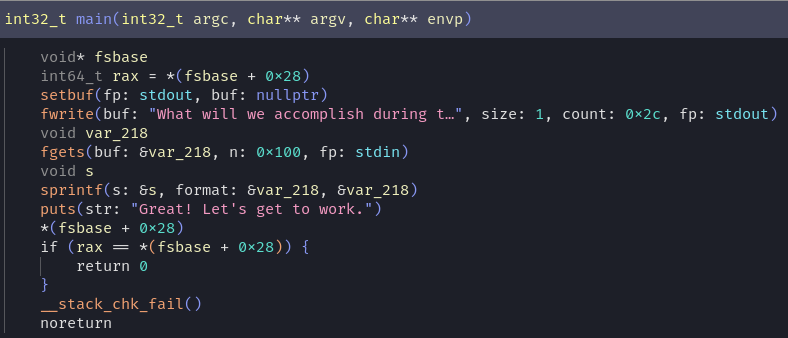 int32_t main(int32_t argc, char** argv, char** envp)
void* fsbase
int64_t rax = *(fsbase + 0x28)
setbuf(fp: stdout, buf: nullptr)
fwrite(buf: "What will we accomplish during t…", size: 1, count: 0x2c, fp: stdout)
void var_218
fgets(buf: &var_218, n: 0x100, fp: stdin)
void s
sprintf(s: &s, format: &var_218, &var_218)
puts(str: "Great! Let's get to work.")
*(fsbase + 0x28)
if (rax == *(fsbase + 0x28)) {
return 0
}
__stack_chk_fail()
noreturn